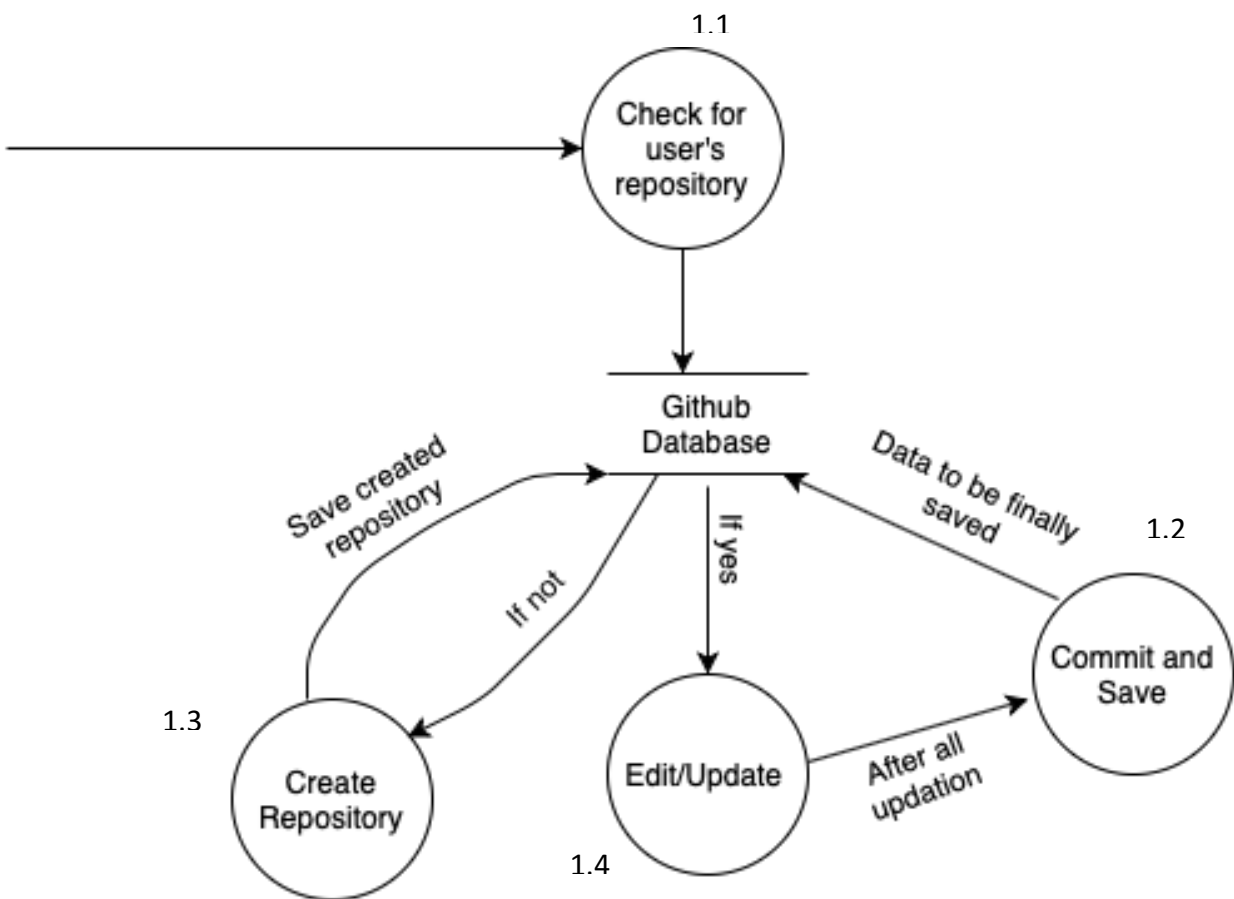 1.1
Check for
user's
repository
Github
Database
Save created
repository
If not
If yes
Data to be finally
saved
1.2
Commit and
Save
1.3
Create
Repository
Edit/Update
After all
updation
1.4